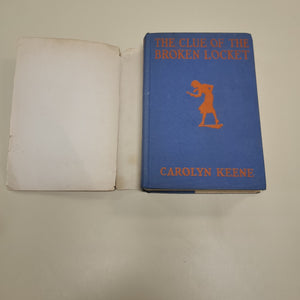 THE CLUE OF THE
BROKEN LOCKET
CAROLYN KEENE